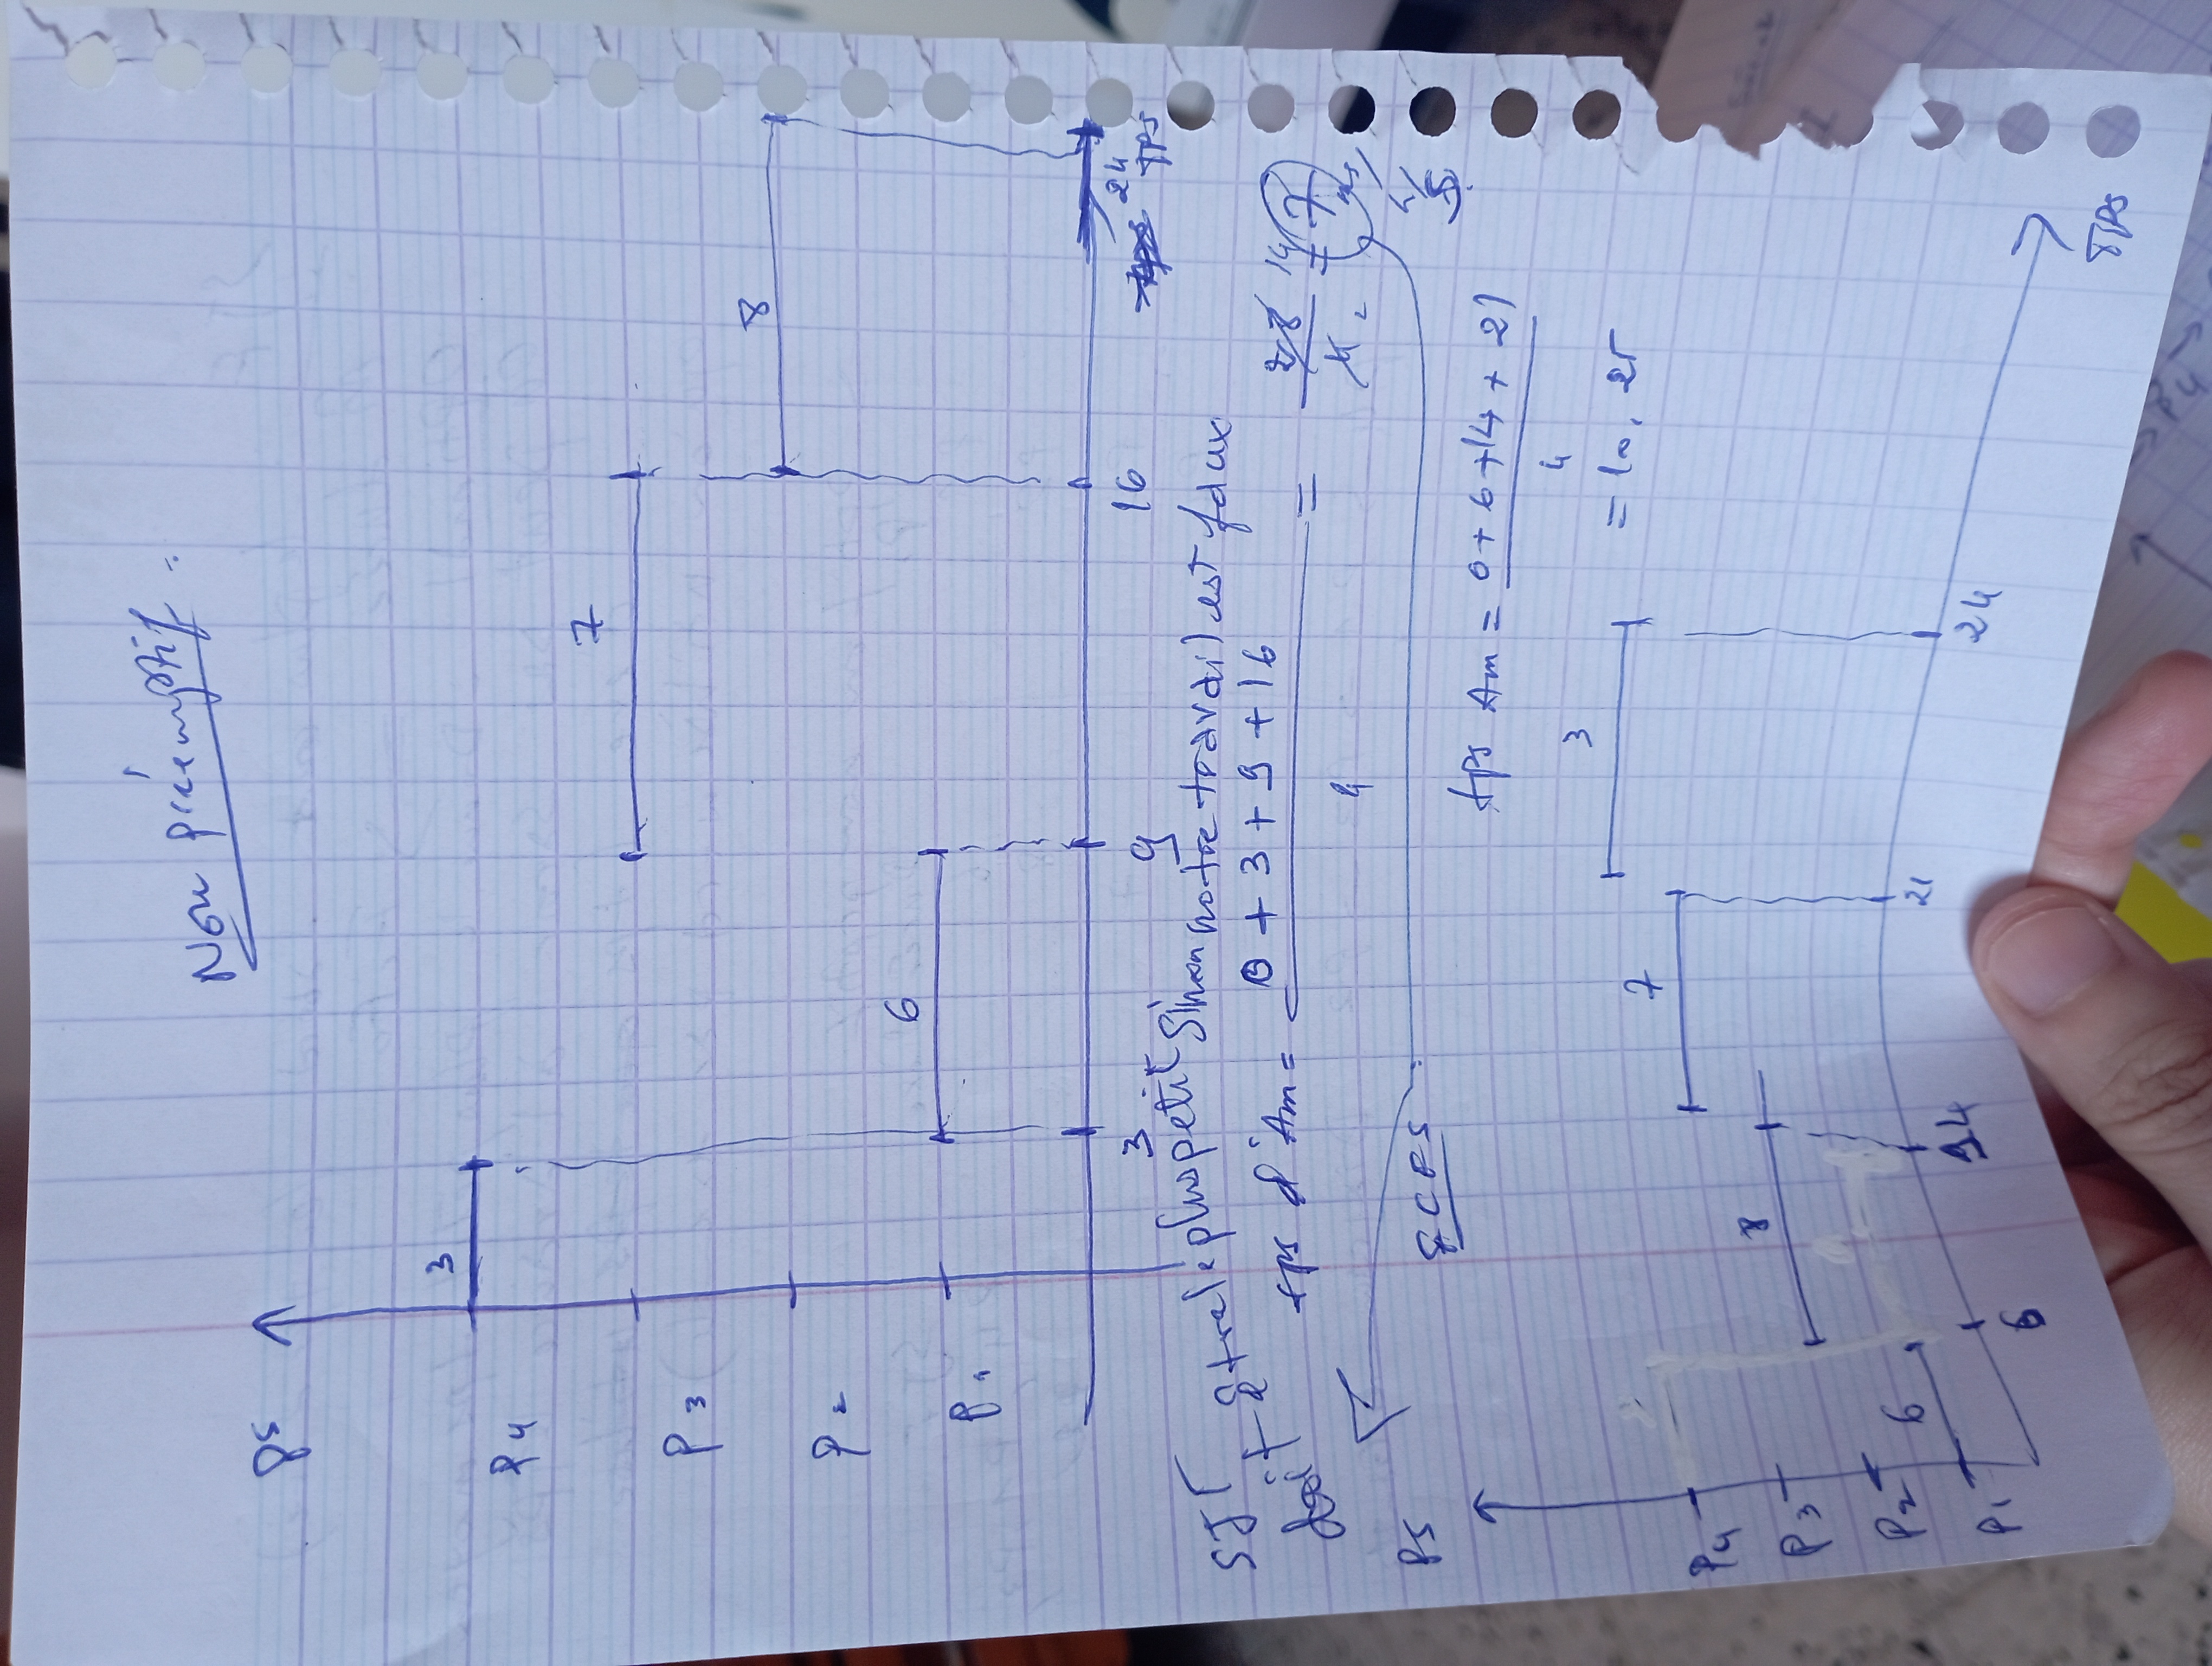 Non préemptif.
Ps
3
P4
7
P3
8
P2
6
P1
3 9 16 24
TPS
SJF doit être le plus petit Sinon notre travail est faux
tps d'Am = 0 + 3 + 9 + 16 / 4 = 28 / 4 = 7 ms
14
2
PS
FCFS
tps Am = 0 + 6 + 14 + 21 / 4
= 10,25
3
7
P4
8
P3
P2
6
P1
6 14 21 24
TPS